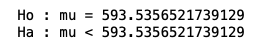 Ho : mu = 593.5356521739129
Ha : mu < 593.5356521739129